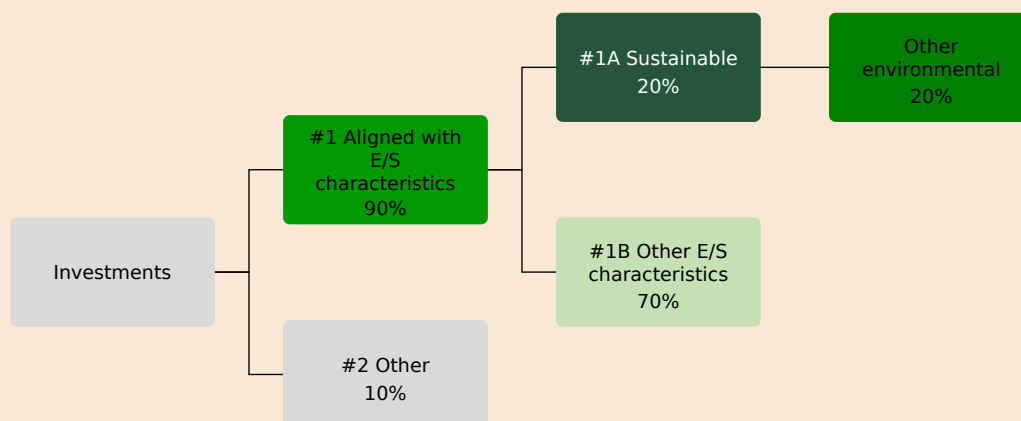 #1A Sustainable
20%
Other
environmental
20%
#1 Aligned with
E/S
characteristics
90%
Investments
#1B Other E/S
characteristics
70%
#2 Other
10%